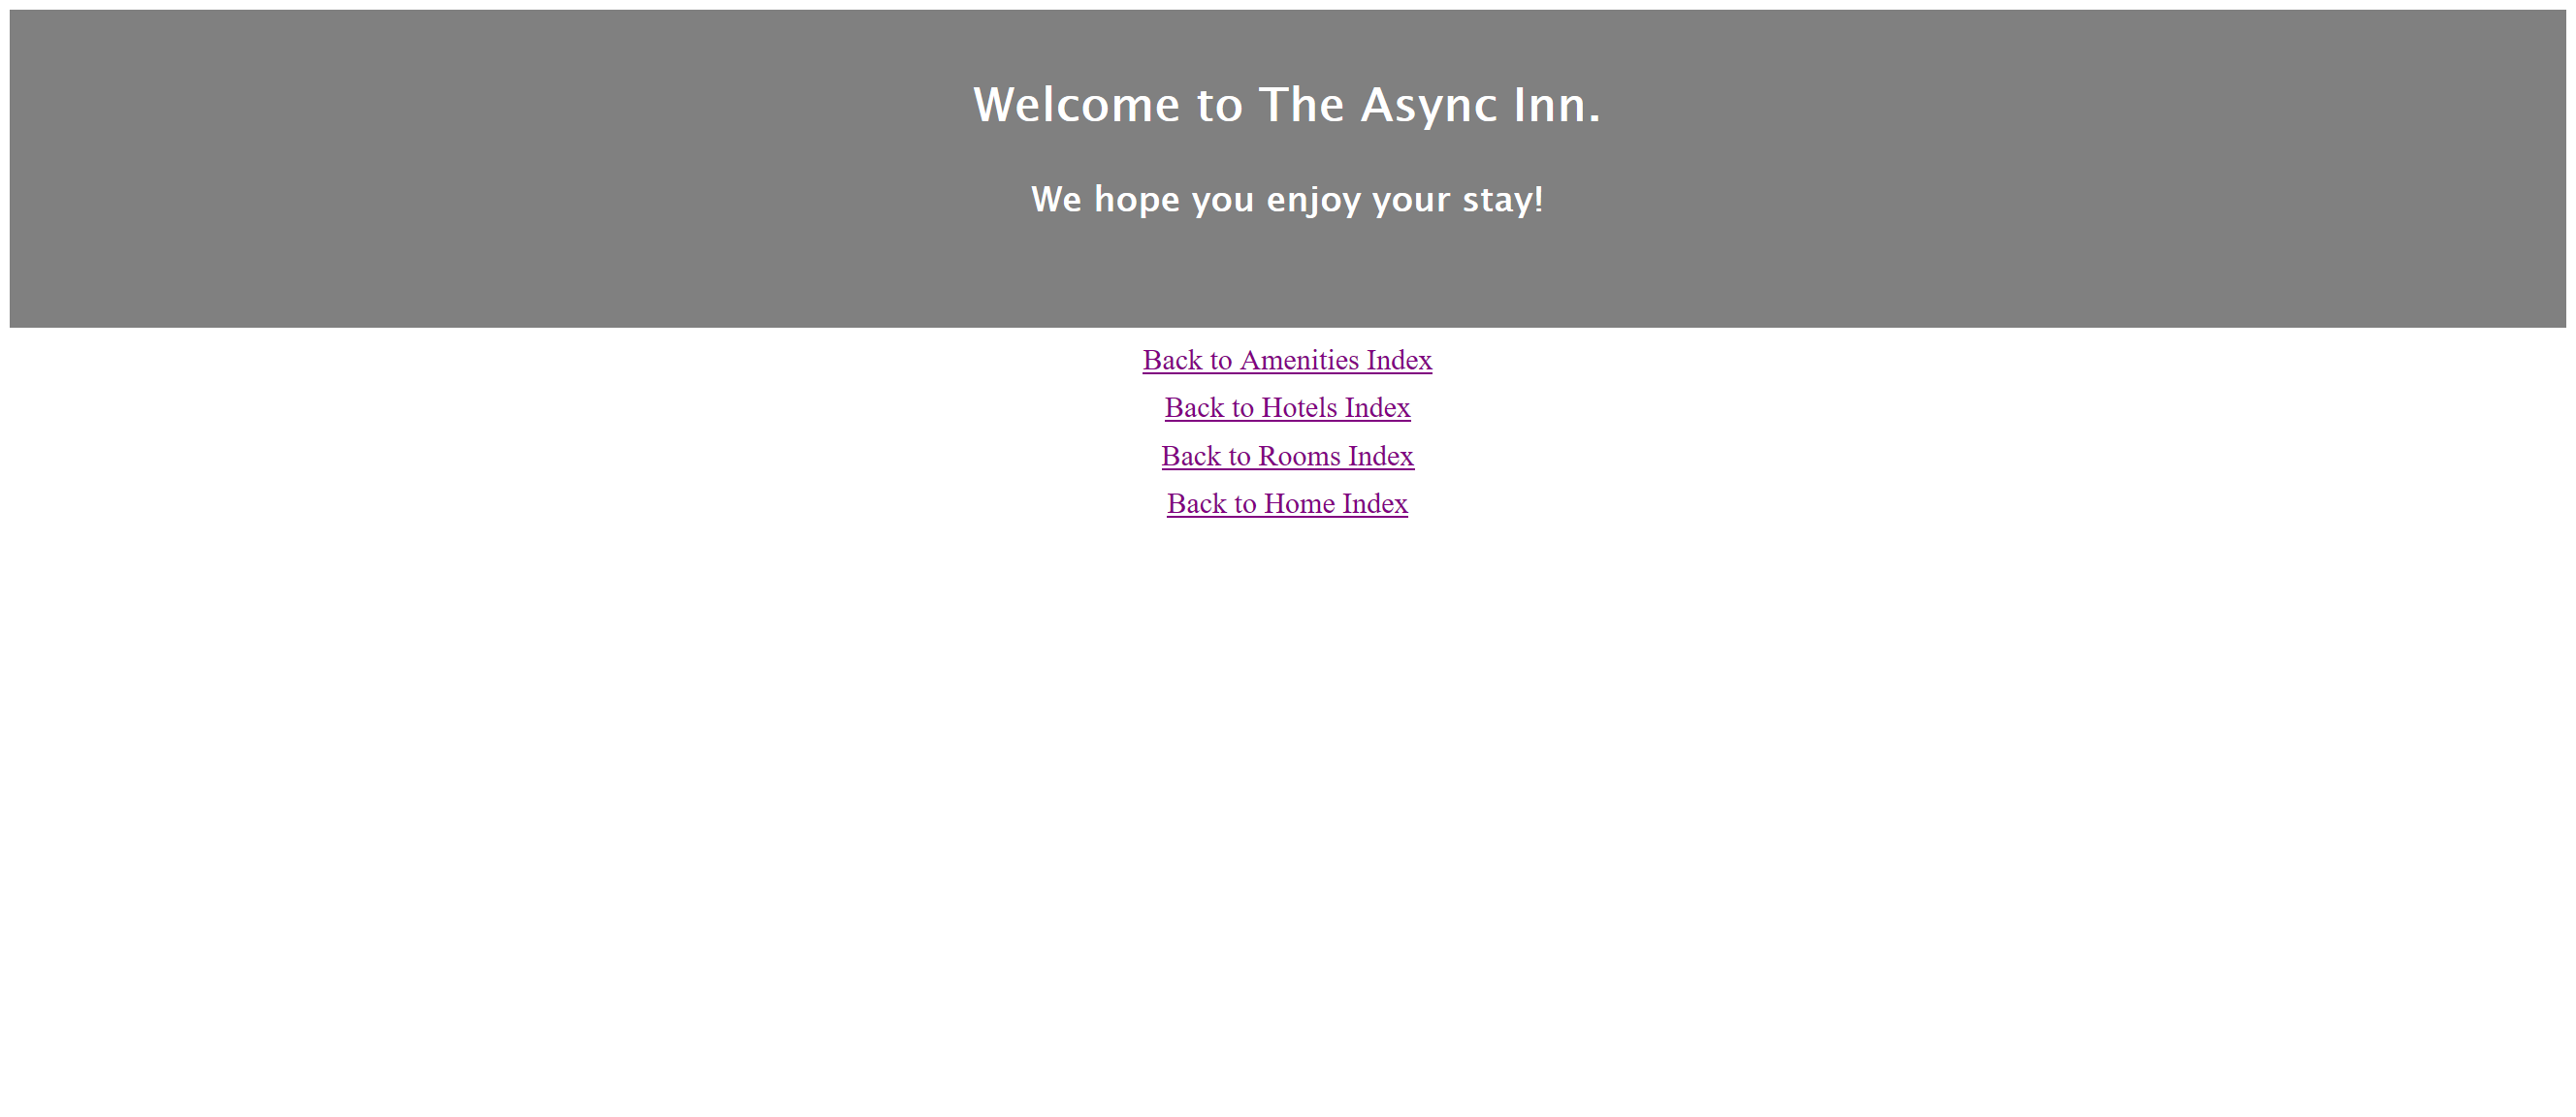 Welcome to The Async Inn.
We hope you enjoy your stay!
Back to Amenities Index
Back to Hotels Index
Back to Rooms Index
Back to Home Index